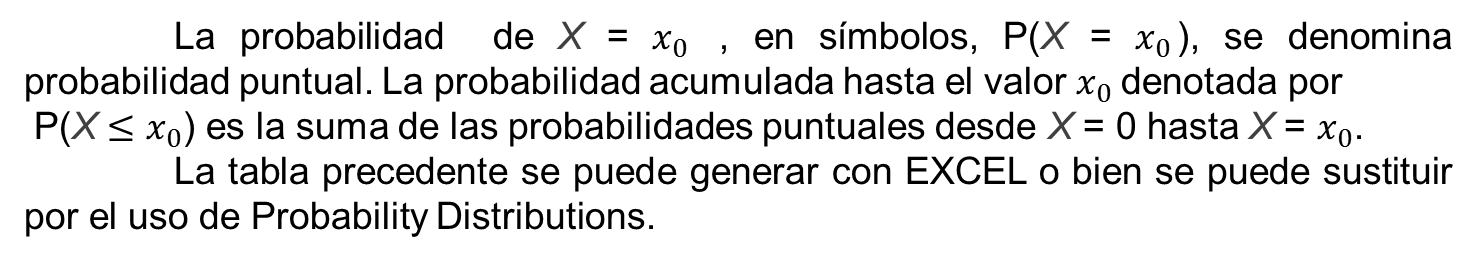 La probabilidad de X = x₀ , en símbolos, P(X = x₀), se denomina
probabilidad puntual. La probabilidad acumulada hasta el valor x₀ denotada por
P(X ≤ x₀) es la suma de las probabilidades puntuales desde X = 0 hasta X = x₀.
La tabla precedente se puede generar con EXCEL o bien se puede sustituir
por el uso de Probability Distributions.